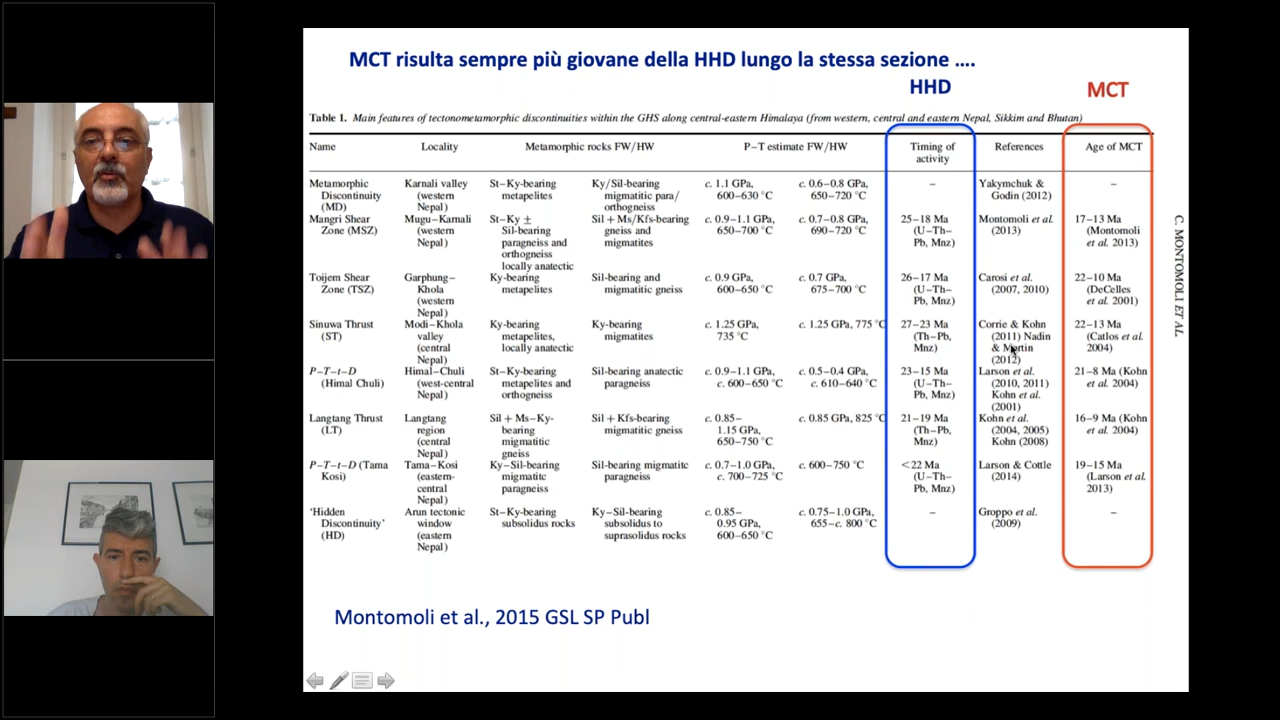 MCT risulta sempre più giovane della HHD lungo la stessa sezione ....
HHD
MCT
Table 1. Main features of tectonometamorphic discontinuities within the GHS along central-eastern Himalaya (from western, central and eastern Nepal, Sikkim and Bhutan)
Name Locality Metamorphic rocks FW/HW P–T estimate FW/HW Timing of activity References Age of MCT
Metamorphic Discontinuity (MD) Karnali valley (western Nepal) St–Ky-bearing metapelites Ky/Sil-bearing migmatitic para/orthogneiss c. 1.1 GPa, 600–630 °C c. 0.6–0.8 GPa, 650–720 °C – Yakymchuk & Godin (2012) –
Mangri Shear Zone (MSZ) Mugu–Karnali (western Nepal) St–Ky ± Sil-bearing paragneiss and orthogneiss locally anatectic Sil + Ms/Kfs-bearing gneiss and migmatites c. 0.9–1.1 GPa, 650–700 °C c. 0.7–0.8 GPa, 690–720 °C 25–18 Ma (U–Th–Pb, Mnz) Montomoli et al. (2013) 17–13 Ma (Montomoli et al. 2013)
Toijem Shear Zone (TSZ) Garphung–Khola (western Nepal) Ky-bearing metapelites Sil-bearing and migmatitic gneiss c. 0.9 GPa, 600–650 °C c. 0.7 GPa, 675–700 °C 26–17 Ma (U–Th–Pb, Mnz) Carosi et al. (2007, 2010) 22–10 Ma (DeCelles et al. 2001)
Sinuwa Thrust (ST) Modi–Khola valley (central Nepal) Ky-bearing metapelites, locally anatectic Ky-bearing migmatites c. 1.25 GPa, 735 °C c. 1.25 GPa, 775 °C 27–23 Ma (Th–Pb, Mnz) Corrie & Kohn (2011) Nadin & Martin (2012) 22–13 Ma (Catlos et al. 2004)
P–T–t–D (Himal Chuli) Himal–Chuli (west-central Nepal) St–Ky-bearing metapelites and orthogneiss Sil-bearing anatectic paragneiss c. 0.9–1.1 GPa, c. 600–650 °C c. 0.5–0.4 GPa, c. 610–640 °C 23–15 Ma (U–Th–Pb, Mnz) Larson et al. (2010, 2011) Kohn et al. (2001) 21–8 Ma (Kohn et al. 2004)
Langtang Thrust (LT) Langtang region (central Nepal) Sil + Ms–Ky-bearing migmatitic gneiss Sil + Kfs-bearing migmatitic gneiss c. 0.85–1.15 GPa, 650–750 °C c. 0.85 GPa, 825 °C 21–19 Ma (Th–Pb, Mnz) Kohn et al. (2004, 2005) Kohn (2008) 16–9 Ma (Kohn et al. 2004)
P–T–t–D (Tama Kosi) Tama–Kosi (eastern-central Nepal) Ky–Sil-bearing migmatitc paragneiss Sil-bearing migmatitc paragneiss c. 0.7–1.0 GPa, c. 700–725 °C c. 600–750 °C <22 Ma (U–Th–Pb, Mnz) Larson & Cottle (2014) 19–15 Ma (Larson et al. 2013)
'Hidden Discontinuity' (HD) Arun tectonic window (eastern Nepal) St–Ky-bearing subsolidus rocks Ky–Sil-bearing subsolidus to suprasolidus rocks c. 0.85–0.95 GPa, 600–650 °C c. 0.75–1.0 GPa, 655–c. 800 °C – Groppo et al. (2009) –
C. MONTOMOLI ET AL.
Montomoli et al., 2015 GSL SP Publ